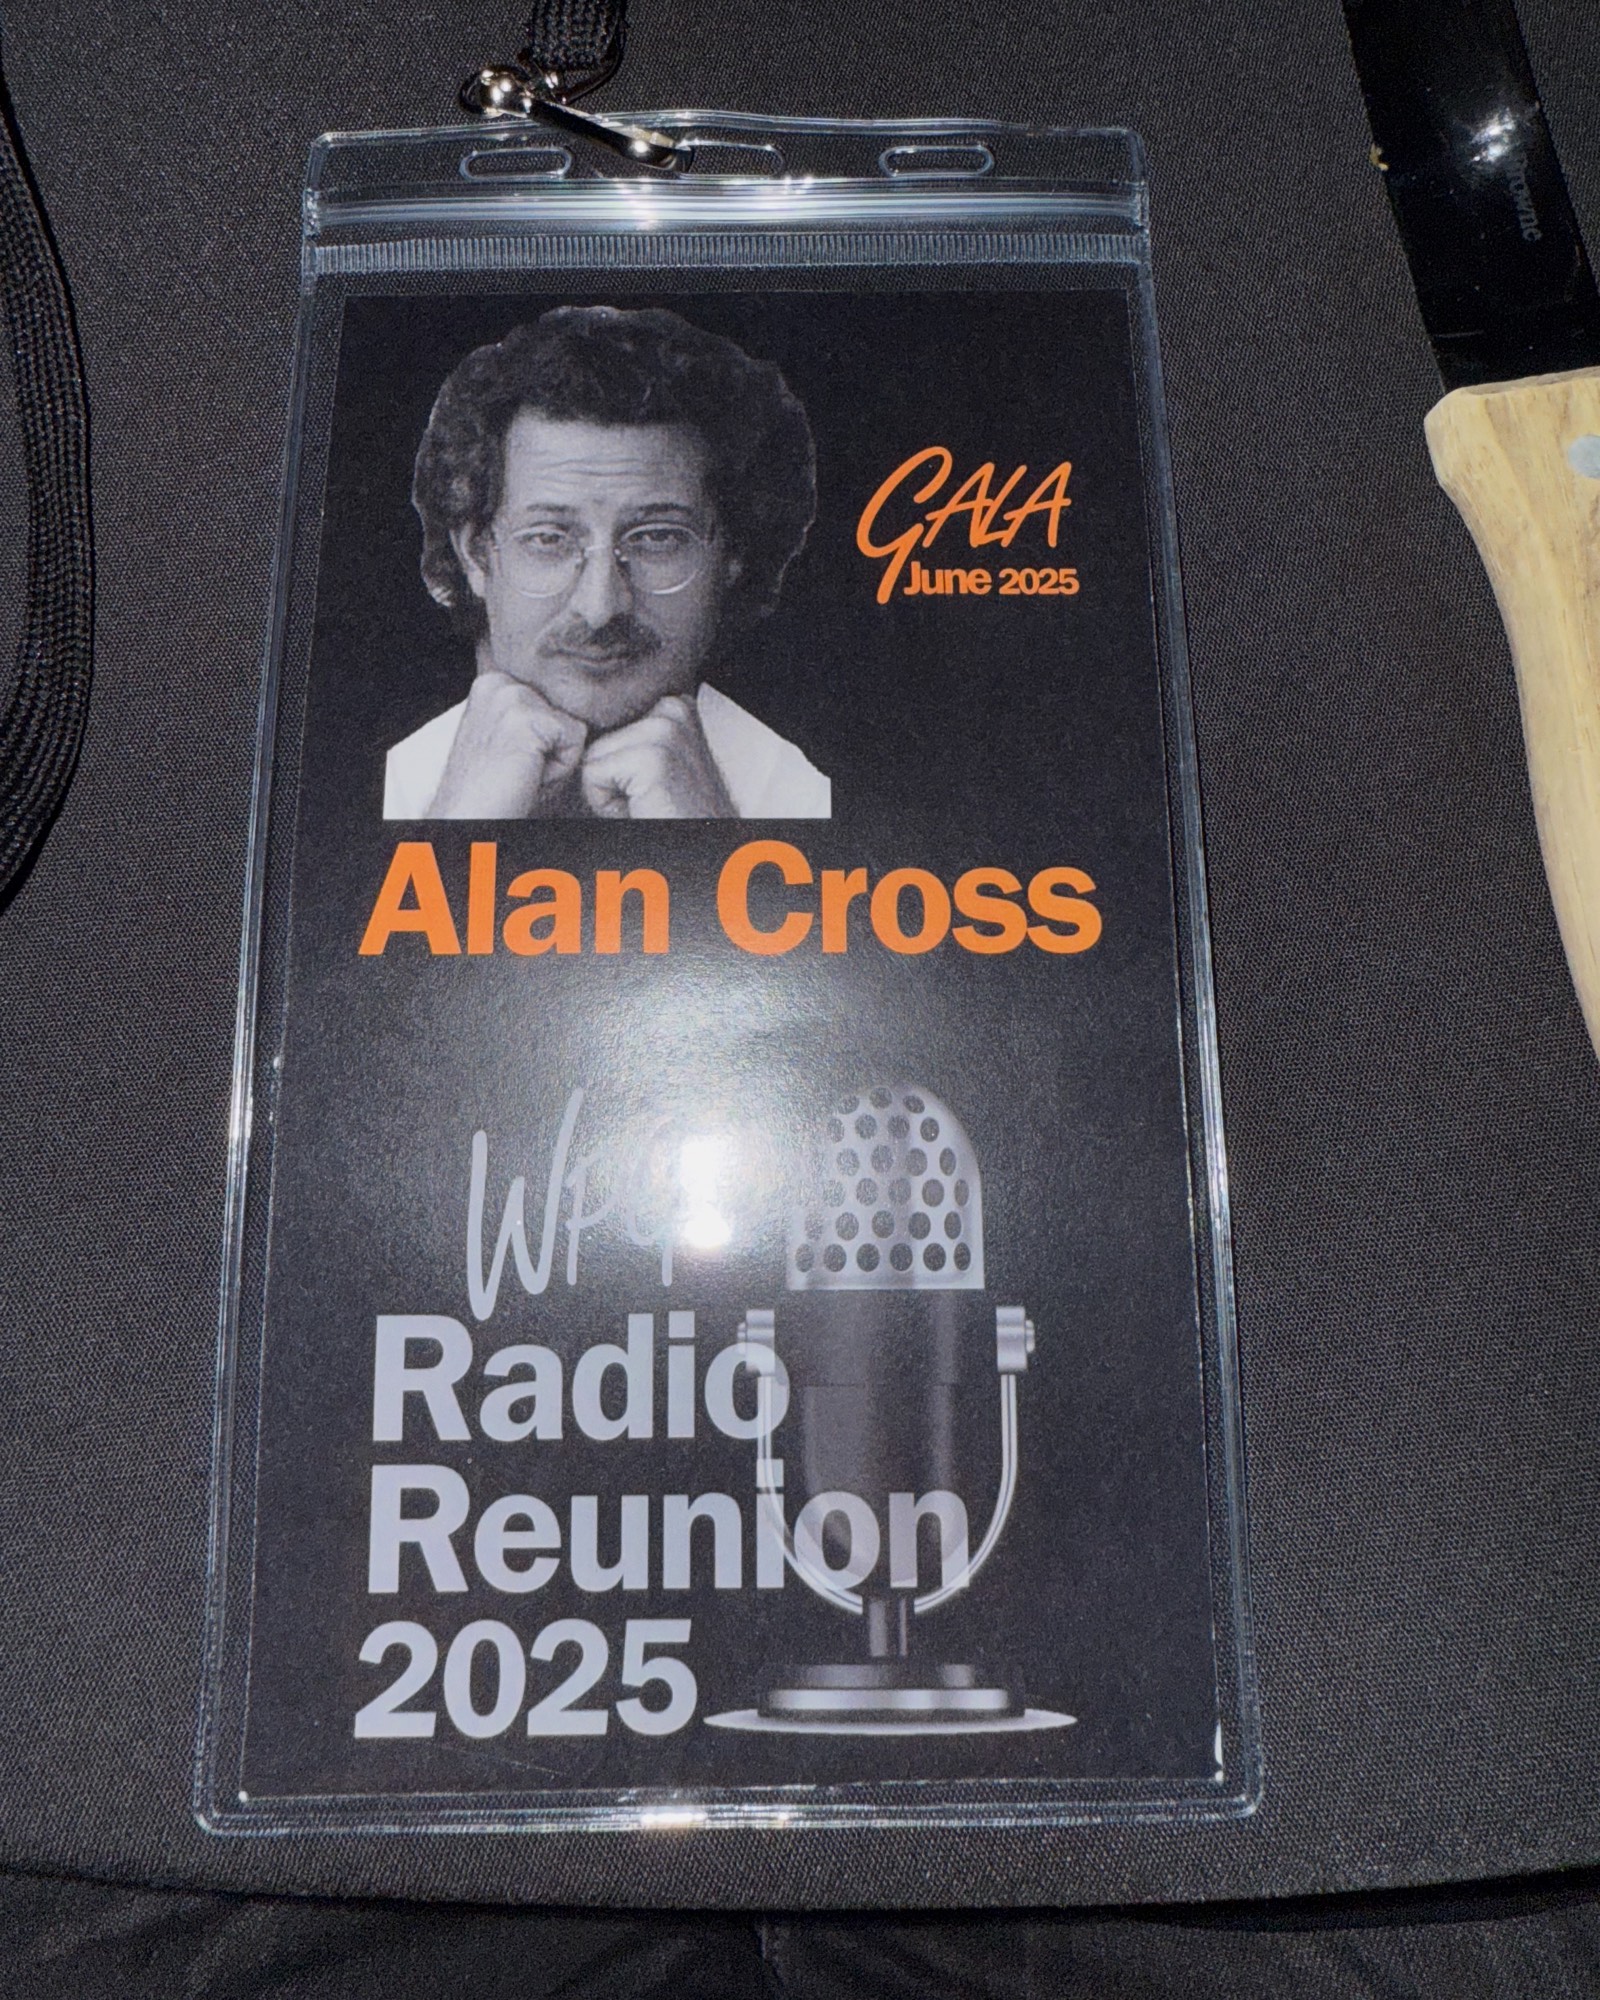 GALA
June 2025
Alan Cross
Radio
Reunion
2025